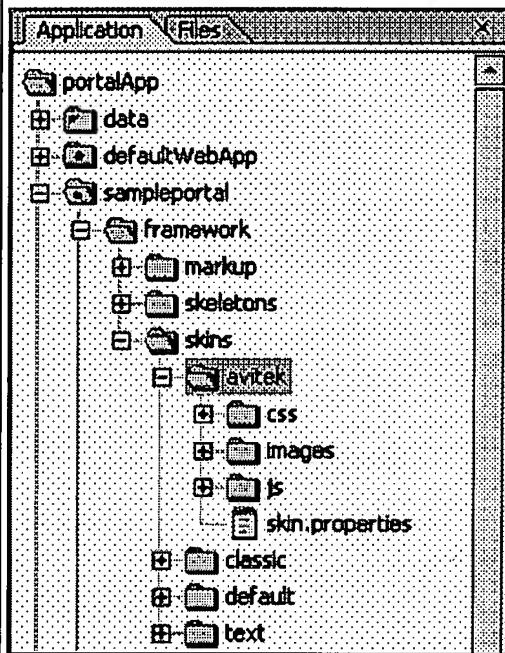 Application Files
portalApp
data
defaultWebApp
sampleportal
framework
markup
skeletons
skins
avitek
css
images
js
skin.properties
classic
default
text